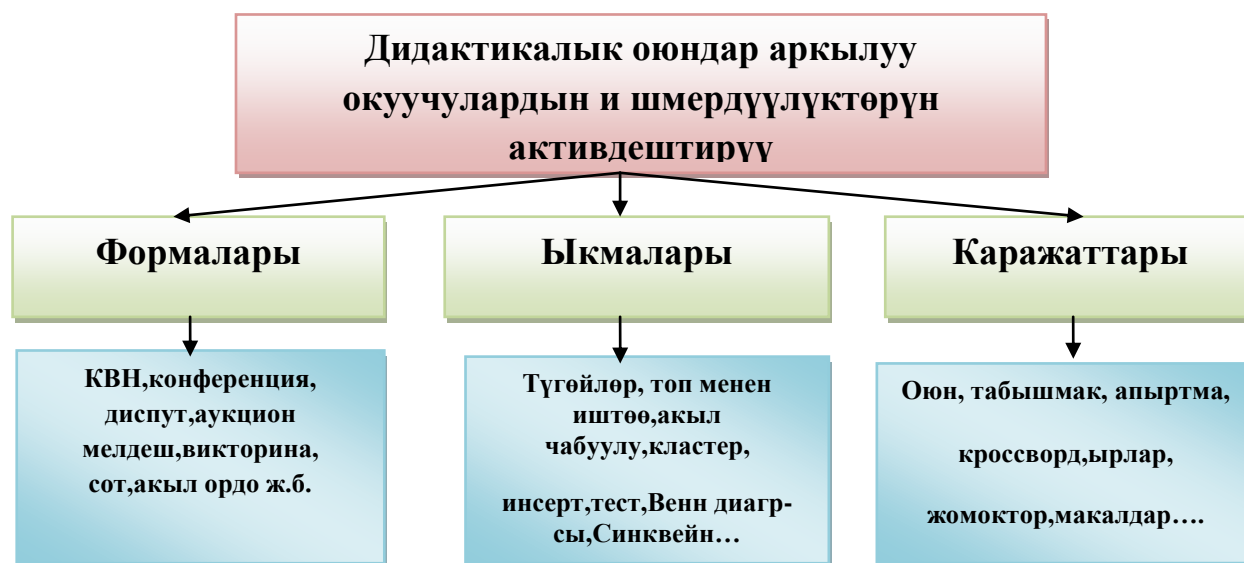 Дидактикалык оюндар аркылуу
окуучулардын и шмердүүлүктөрүн
активдештирүү
Формалары
Ыкмалары
Каражаттары
КВН,конференция,
диспут,аукцион
мелдеш,викторина,
сот,акыл ордо ж.б.
Түгөйлөр, топ менен
иштөө,акыл
чабуулу,кластер,
инсерт,тест,Венн диагр-
сы,Синквейн…
Оюн, табышмак, апыртма,
кроссворд,ырлар,
жомоктор,макалдар….